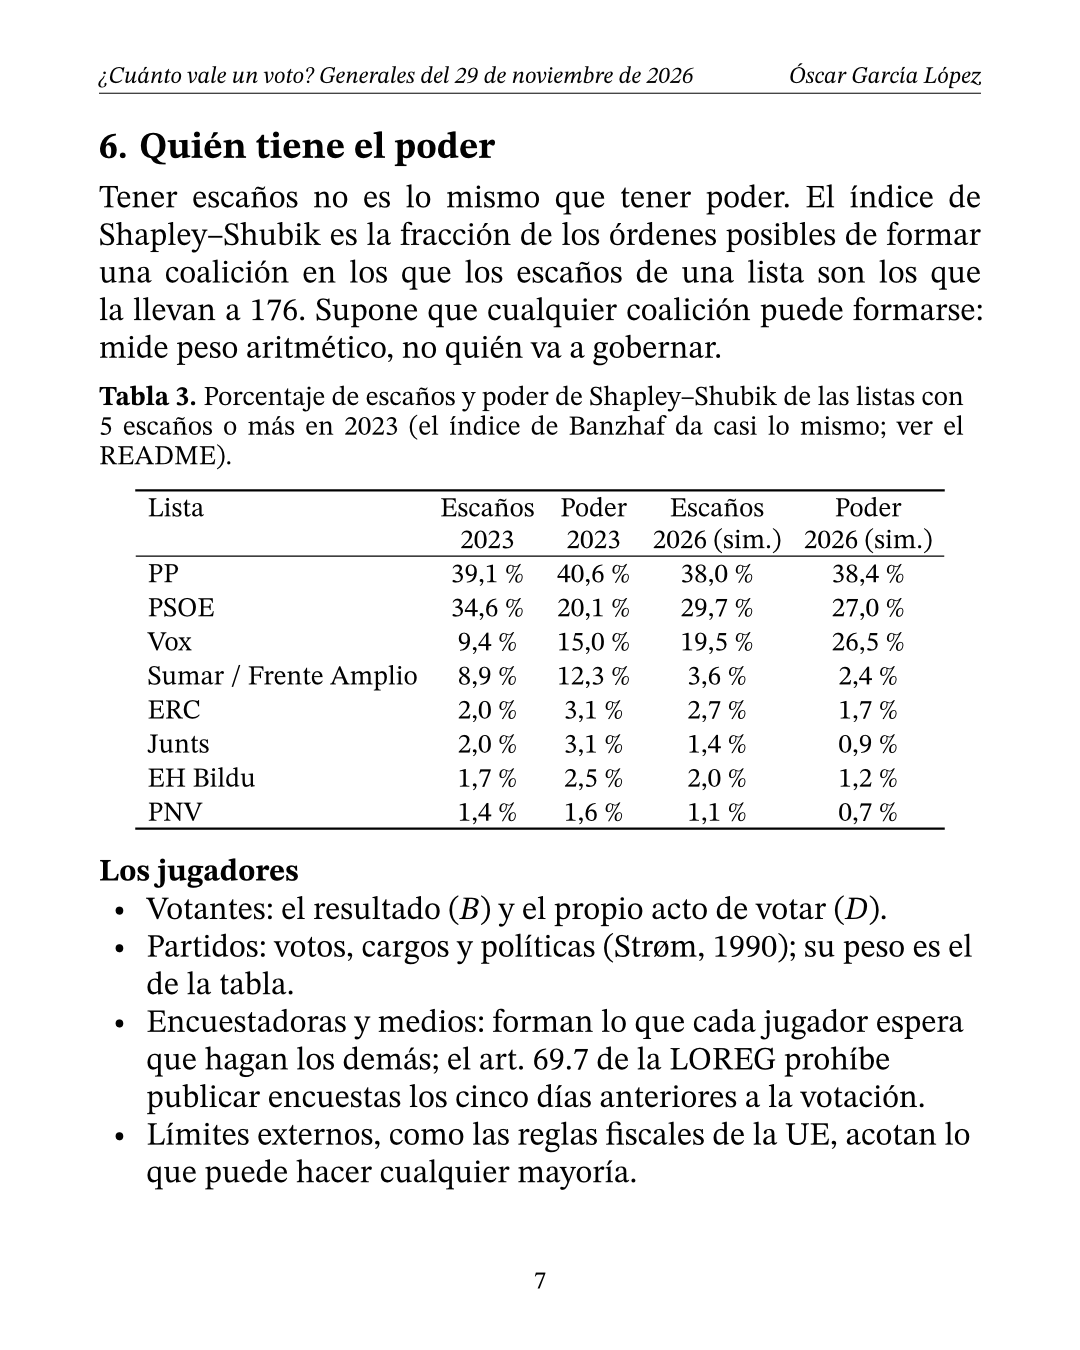 ¿Cuánto vale un voto? Generales del 29 de noviembre de 2026 Óscar García López
6. Quién tiene el poder
Tener escaños no es lo mismo que tener poder. El índice de
Shapley–Shubik es la fracción de los órdenes posibles de formar
una coalición en los que los escaños de una lista son los que
la llevan a 176. Supone que cualquier coalición puede formarse:
mide peso aritmético, no quién va a gobernar.
Tabla 3. Porcentaje de escaños y poder de Shapley–Shubik de las listas con
5 escaños o más en 2023 (el índice de Banzhaf da casi lo mismo; ver el
README).
Lista Escaños Poder Escaños Poder
2023 2023 2026 (sim.) 2026 (sim.)
PP 39,1 % 40,6 % 38,0 % 38,4 %
PSOE 34,6 % 20,1 % 29,7 % 27,0 %
Vox 9,4 % 15,0 % 19,5 % 26,5 %
Sumar / Frente Amplio 8,9 % 12,3 % 3,6 % 2,4 %
ERC 2,0 % 3,1 % 2,7 % 1,7 %
Junts 2,0 % 3,1 % 1,4 % 0,9 %
EH Bildu 1,7 % 2,5 % 2,0 % 1,2 %
PNV 1,4 % 1,6 % 1,1 % 0,7 %
Los jugadores
• Votantes: el resultado (B) y el propio acto de votar (D).
• Partidos: votos, cargos y políticas (Strøm, 1990); su peso es el
de la tabla.
• Encuestadoras y medios: forman lo que cada jugador espera
que hagan los demás; el art. 69.7 de la LOREG prohíbe
publicar encuestas los cinco días anteriores a la votación.
• Límites externos, como las reglas fiscales de la UE, acotan lo
que puede hacer cualquier mayoría.
7